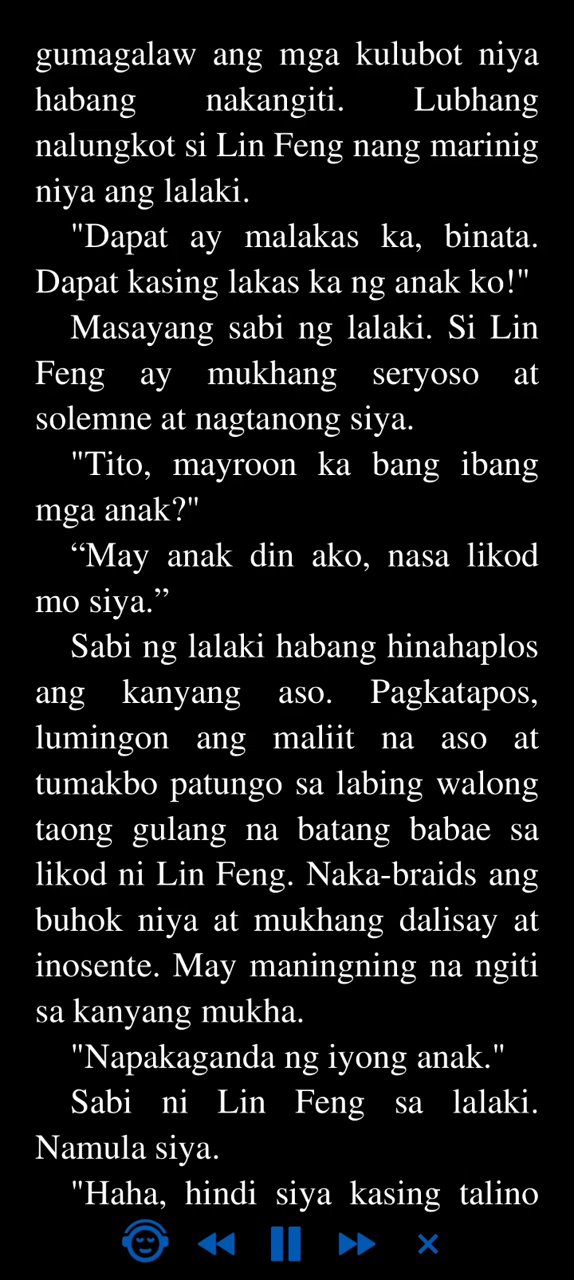 gumagalaw ang mga kulubot niya
habang nakangiti. Lubhang
nalungkot si Lin Feng nang marinig
niya ang lalaki.
"Dapat ay malakas ka, binata.
Dapat kasing lakas ka ng anak ko!"
Masayang sabi ng lalaki. Si Lin
Feng ay mukhang seryoso at
solemne at nagtanong siya.
"Tito, mayroon ka bang ibang
mga anak?"
“May anak din ako, nasa likod
mo siya.”
Sabi ng lalaki habang hinahaplos
ang kanyang aso. Pagkatapos,
lumingon ang maliit na aso at
tumakbo patungo sa labing walong
taong gulang na batang babae sa
likod ni Lin Feng. Naka-braids ang
buhok niya at mukhang dalisay at
inosente. May maningning na ngiti
sa kanyang mukha.
"Napakaganda ng iyong anak."
Sabi ni Lin Feng sa lalaki.
Namula siya.
"Haha, hindi siya kasing talino